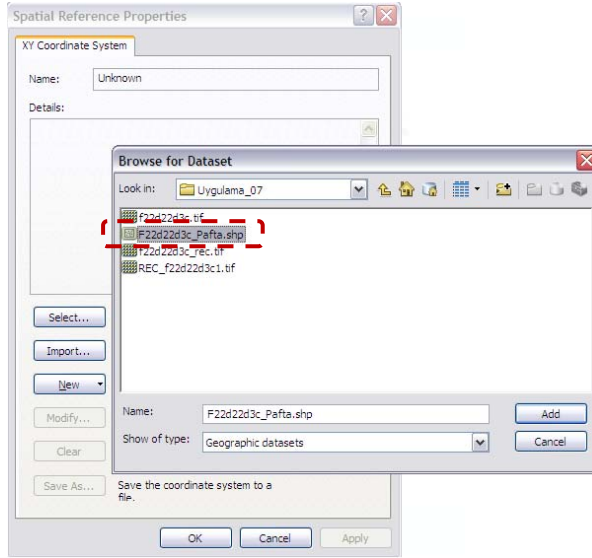 Spatial Reference Properties
XY Coordinate System
Name: Unknown
Details:
Browse for Dataset
Look in: Uygulama_07
f22d22d3c.tif
F22d22d3c_Pafta.shp
f22d22d3c_rec.tif
REC_f22d22d3c1.tif
Select...
Import...
New
Modify...
Clear
Save As... Save the coordinate system to a
file.
Name: F22d22d3c_Pafta.shp Add
Show of type: Geographic datasets Cancel
OK Cancel Apply